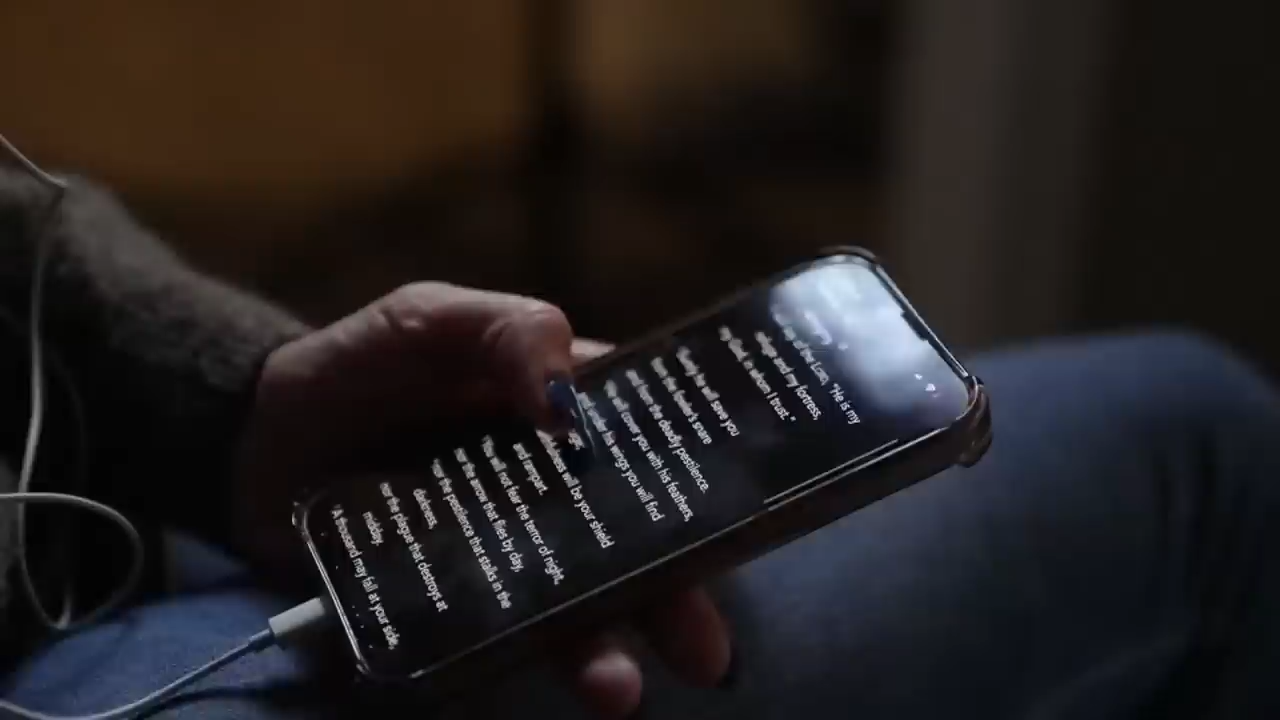 of the Lord, "He is my
refuge and my fortress,
my God, in whom I trust."
Surely he will save you
from the fowler's snare
and from the deadly pestilence.
will cover you with his feathers,
and under his wings you will find
will be your shield
and rampart.
You will not fear the terror of night,
nor the arrow that flies by day,
nor the pestilence that stalks in the
darkness,
nor the plague that destroys at
midday.
A thousand may fall at your side,